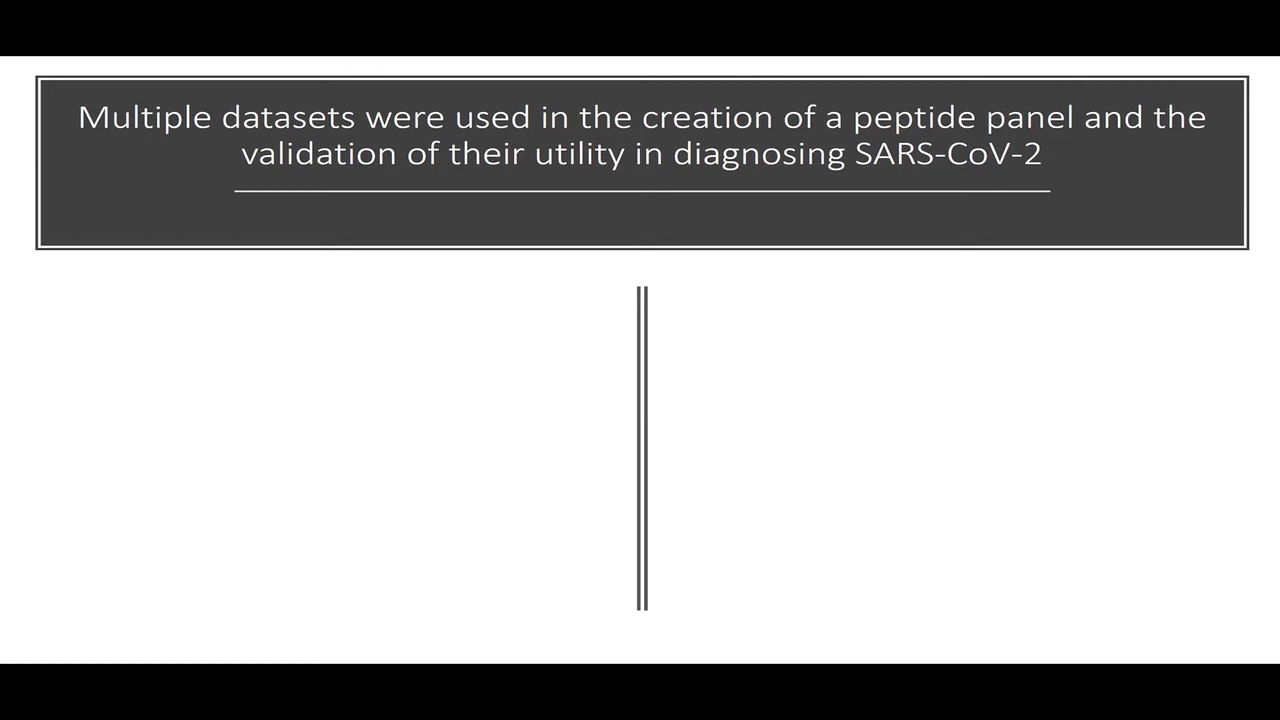 Multiple datasets were used in the creation of a peptide panel and the
validation of their utility in diagnosing SARS-CoV-2